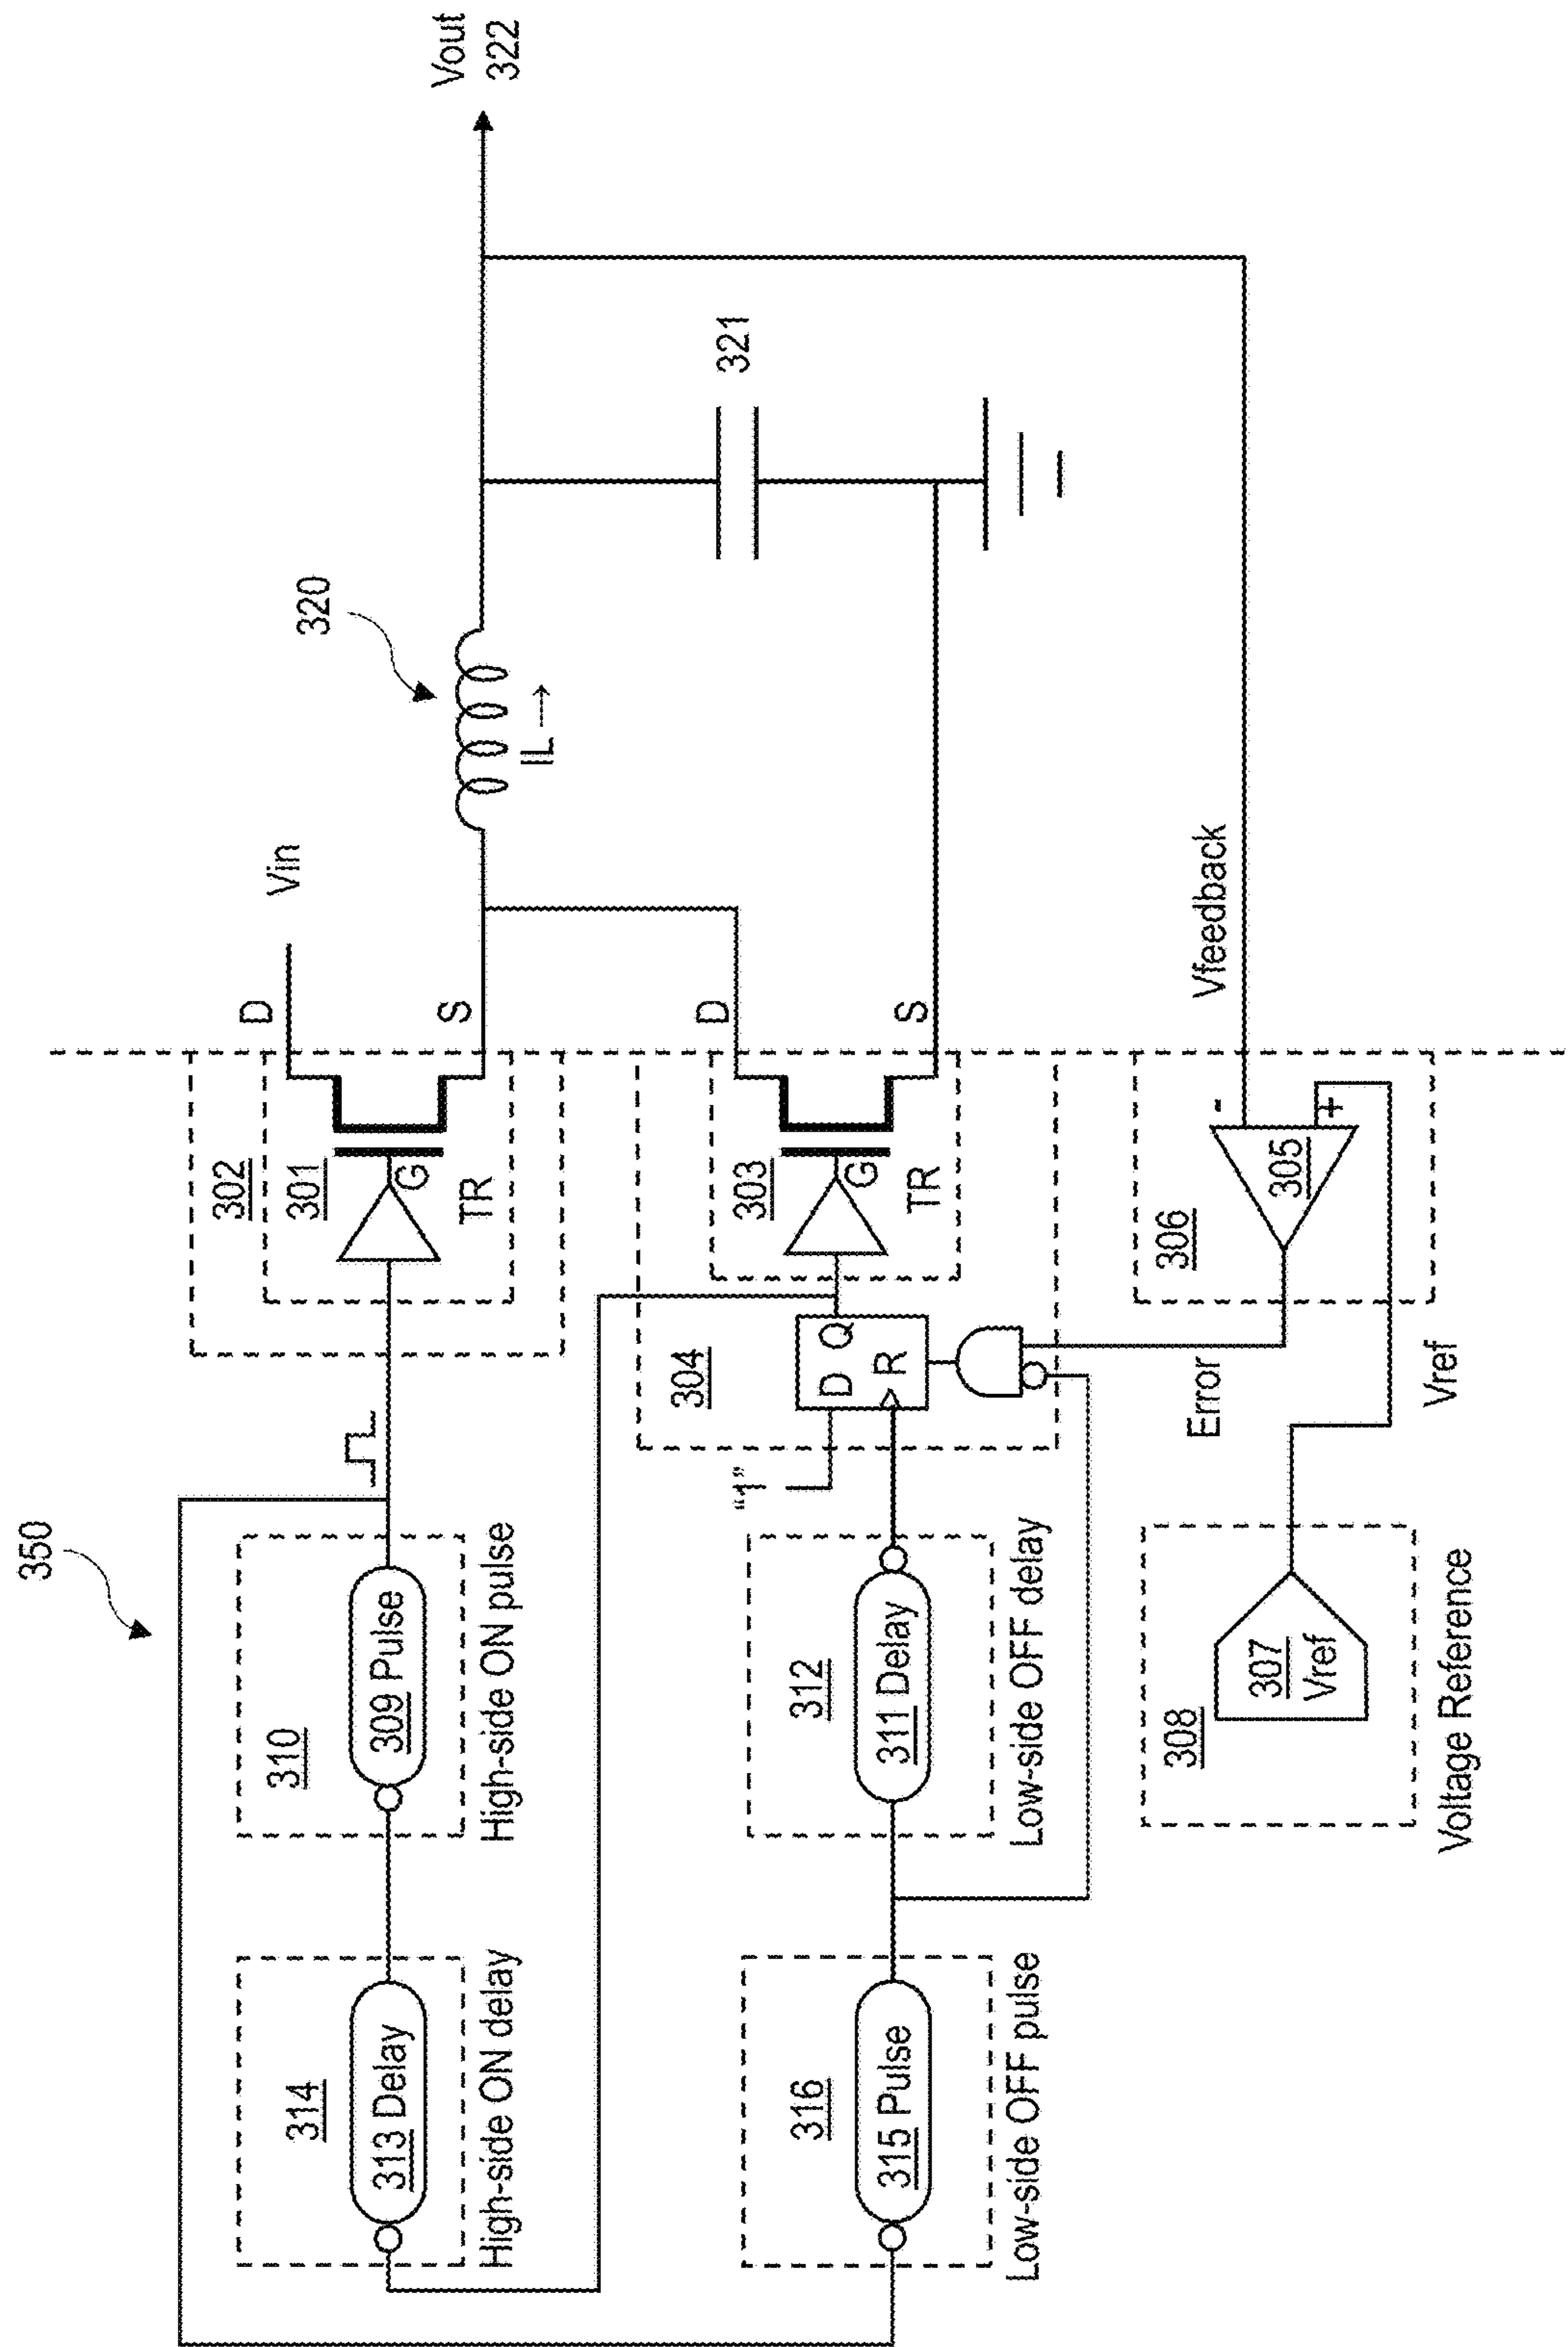 350
314
313 Delay
High-side ON delay
310
309 Pulse
High-side ON pulse
302
301
G
TR
D
S
Vin
320
IL→
Vout
322
321
316
315 Pulse
Low-side OFF pulse
312
311 Delay
Low-side OFF delay
"1"
304
D Q
R
303
G
TR
D
S
308
307
Vref
Voltage Reference
Error
Vref
306
305
-
+
Vfeedback